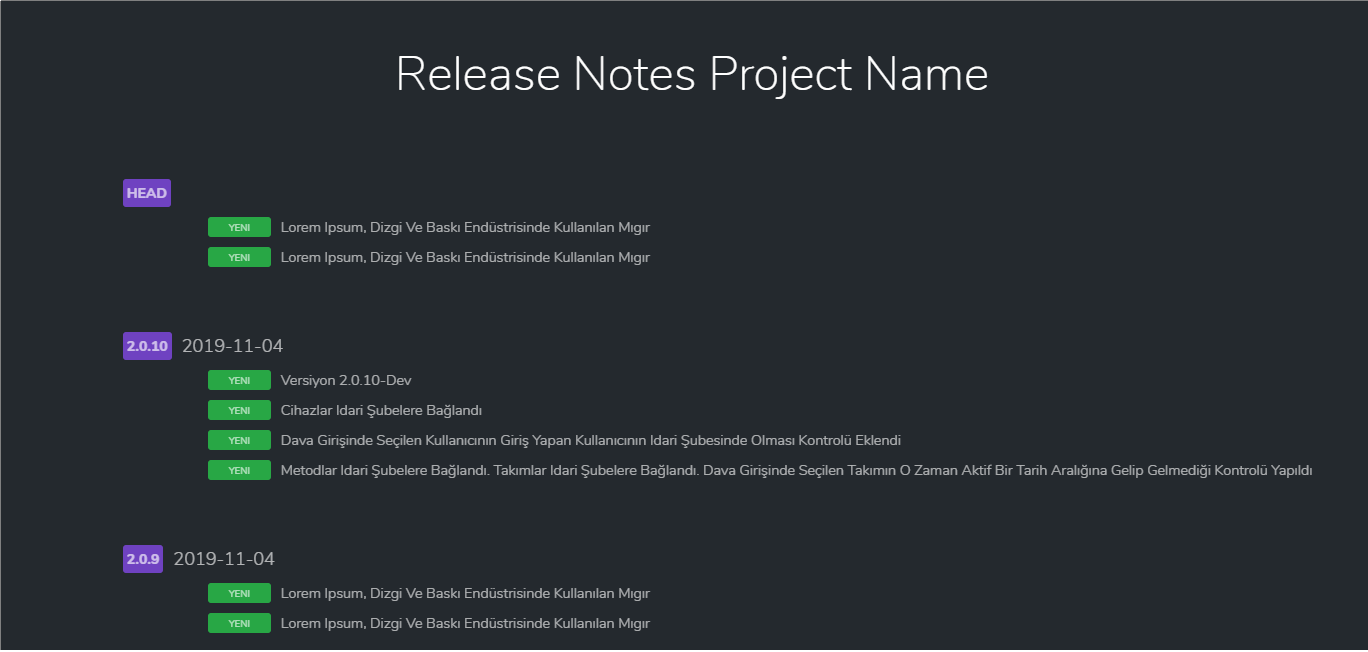 Release Notes Project Name
HEAD
YENI Lorem Ipsum, Dizgi Ve Baskı Endüstrisinde Kullanılan Mıgır
YENI Lorem Ipsum, Dizgi Ve Baskı Endüstrisinde Kullanılan Mıgır
2.0.10 2019-11-04
YENI Versiyon 2.0.10-Dev
YENI Cihazlar Idari Şubelere Bağlandı
YENI Dava Girişinde Seçilen Kullanıcının Giriş Yapan Kullanıcının Idari Şubesinde Olması Kontrolü Eklendi
YENI Metodlar Idari Şubelere Bağlandı. Takımlar Idari Şubelere Bağlandı. Dava Girişinde Seçilen Takımın O Zaman Aktif Bir Tarih Aralığına Gelip Gelmediği Kontrolü Yapıldı
2.0.9 2019-11-04
YENI Lorem Ipsum, Dizgi Ve Baskı Endüstrisinde Kullanılan Mıgır
YENI Lorem Ipsum, Dizgi Ve Baskı Endüstrisinde Kullanılan Mıgır